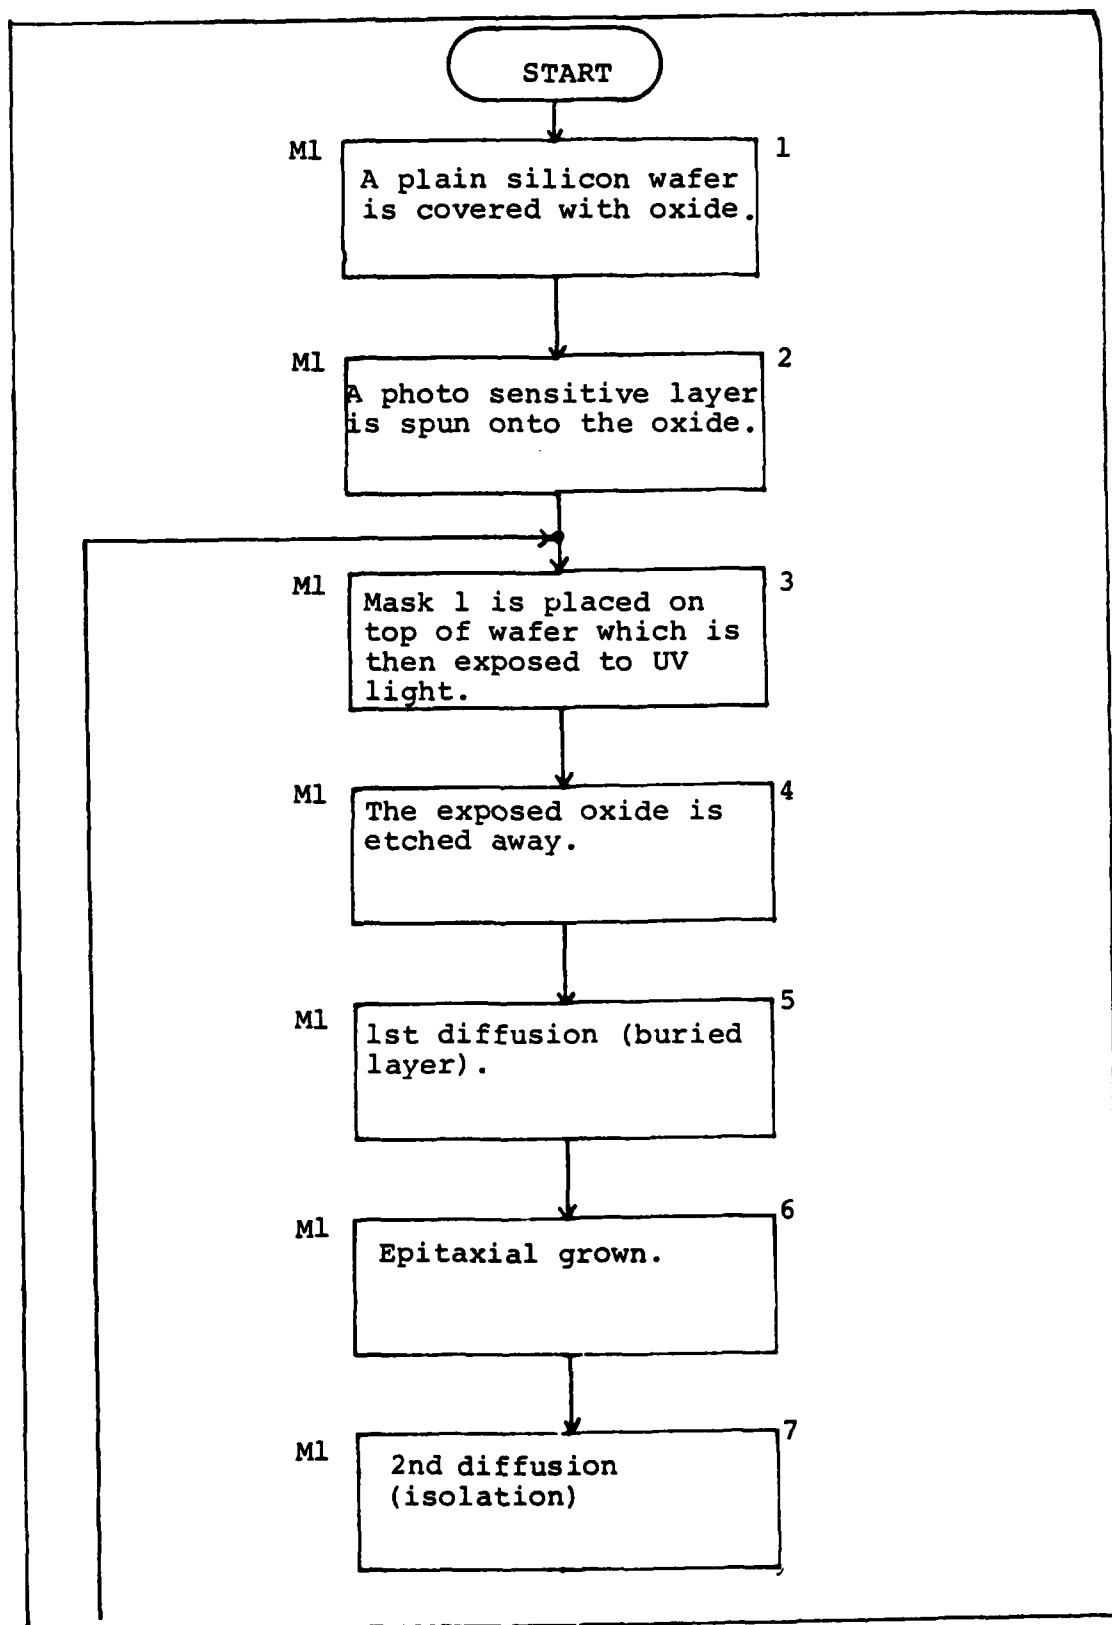 START
M1
1
A plain silicon wafer
is covered with oxide.
M1
2
A photo sensitive layer
is spun onto the oxide.
M1
3
Mask 1 is placed on
top of wafer which is
then exposed to UV
light.
M1
4
The exposed oxide is
etched away.
M1
5
1st diffusion (buried
layer).
M1
6
Epitaxial grown.
M1
7
2nd diffusion
(isolation)